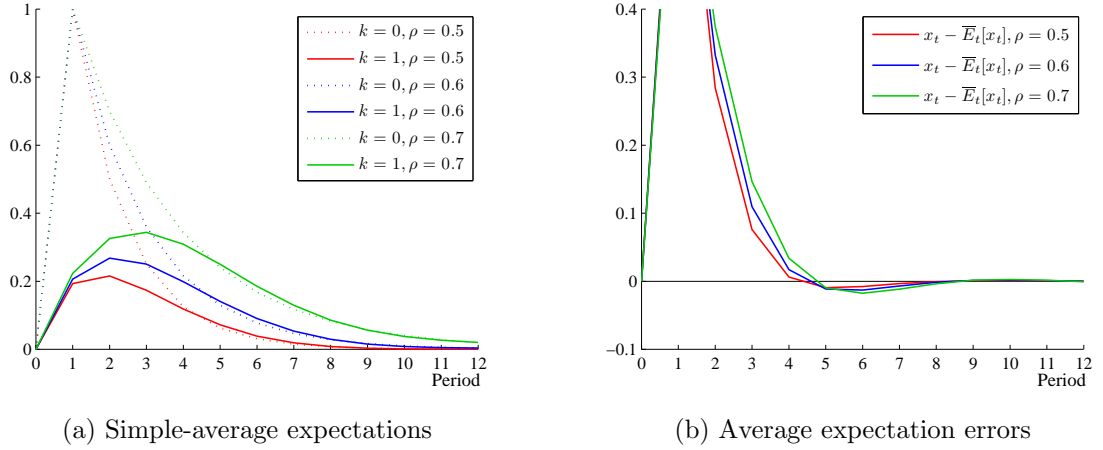 1
0.8
0.6
0.4
0.2
0
k = 0, ρ = 0.5
k = 1, ρ = 0.5
k = 0, ρ = 0.6
k = 1, ρ = 0.6
k = 0, ρ = 0.7
k = 1, ρ = 0.7
0 1 2 3 4 5 6 7 8 9 10 11 12
Period
(a) Simple-average expectations
0.4
0.3
0.2
0.1
0
−0.1
x_t − E̅_t[x_t], ρ = 0.5
x_t − E̅_t[x_t], ρ = 0.6
x_t − E̅_t[x_t], ρ = 0.7
0 1 2 3 4 5 6 7 8 9 10 11 12
Period
(b) Average expectation errors